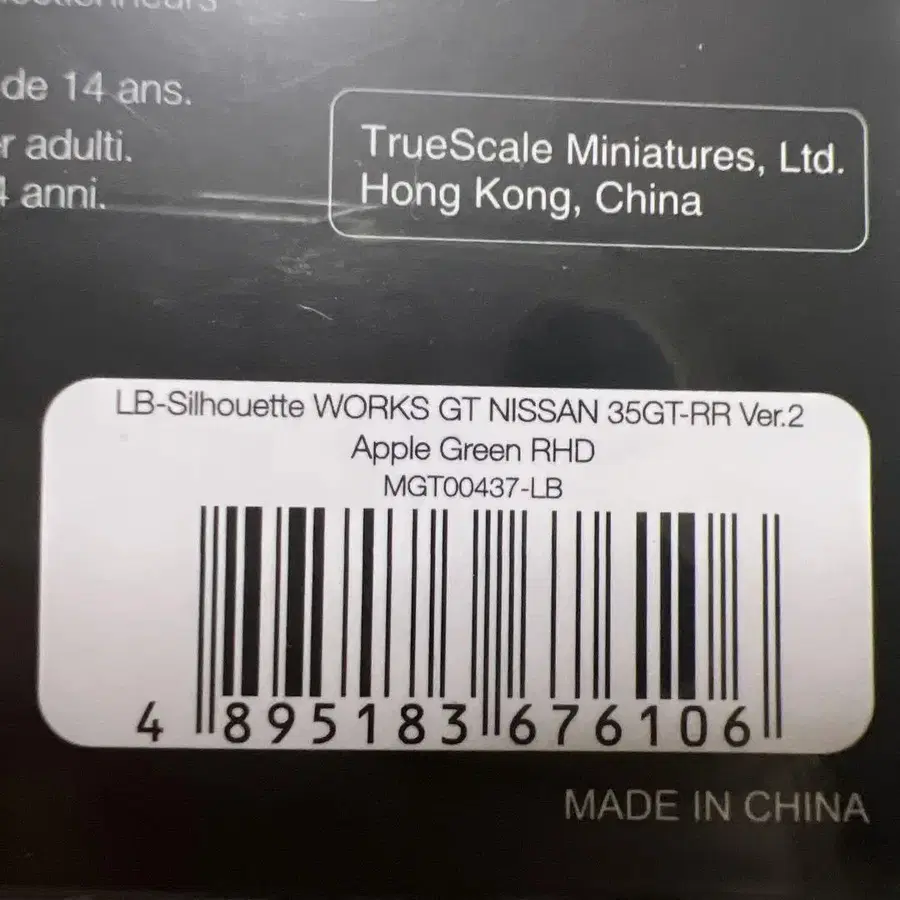 de 14 ans.
adulti.
anni.
TrueScale Miniatures, Ltd.
Hong Kong, China
LB-Silhouette WORKS GT NISSAN 35GT-RR Ver.2
Apple Green RHD
MGT00437-LB
4 895183 676106
MADE IN CHINA